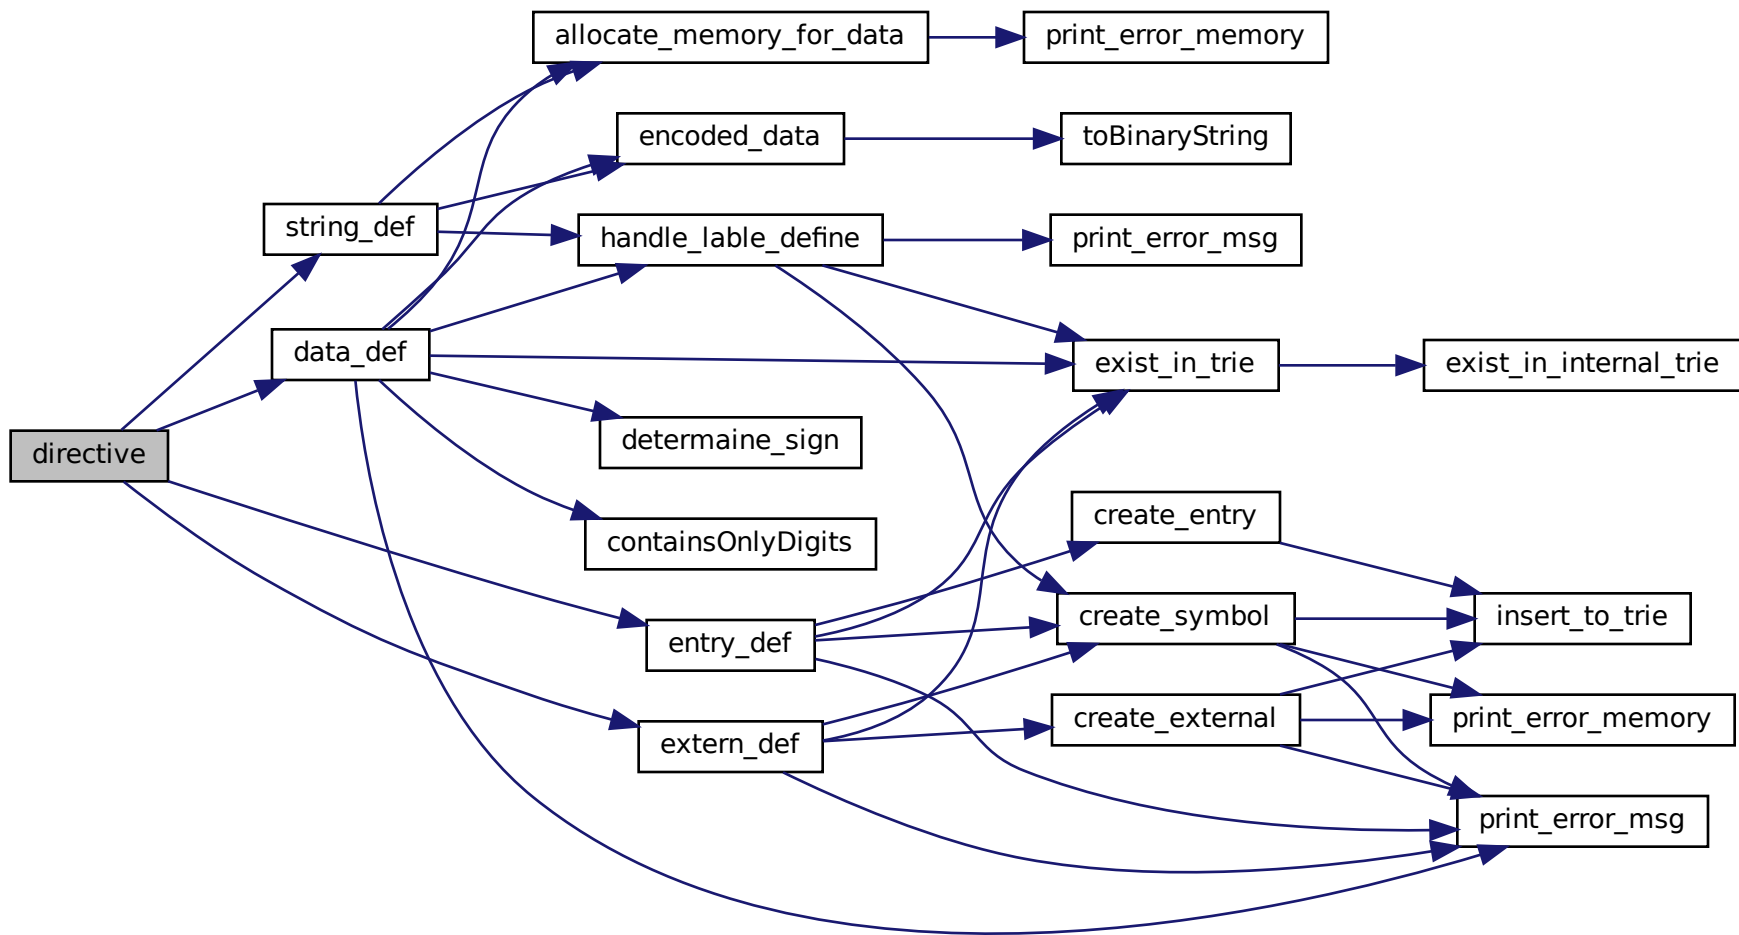 allocate_memory_for_data
print_error_memory
encoded_data
toBinaryString
string_def
handle_lable_define
print_error_msg
data_def
exist_in_trie
exist_in_internal_trie
directive
determaine_sign
create_entry
containsOnlyDigits
create_symbol
insert_to_trie
entry_def
create_external
print_error_memory
extern_def
print_error_msg